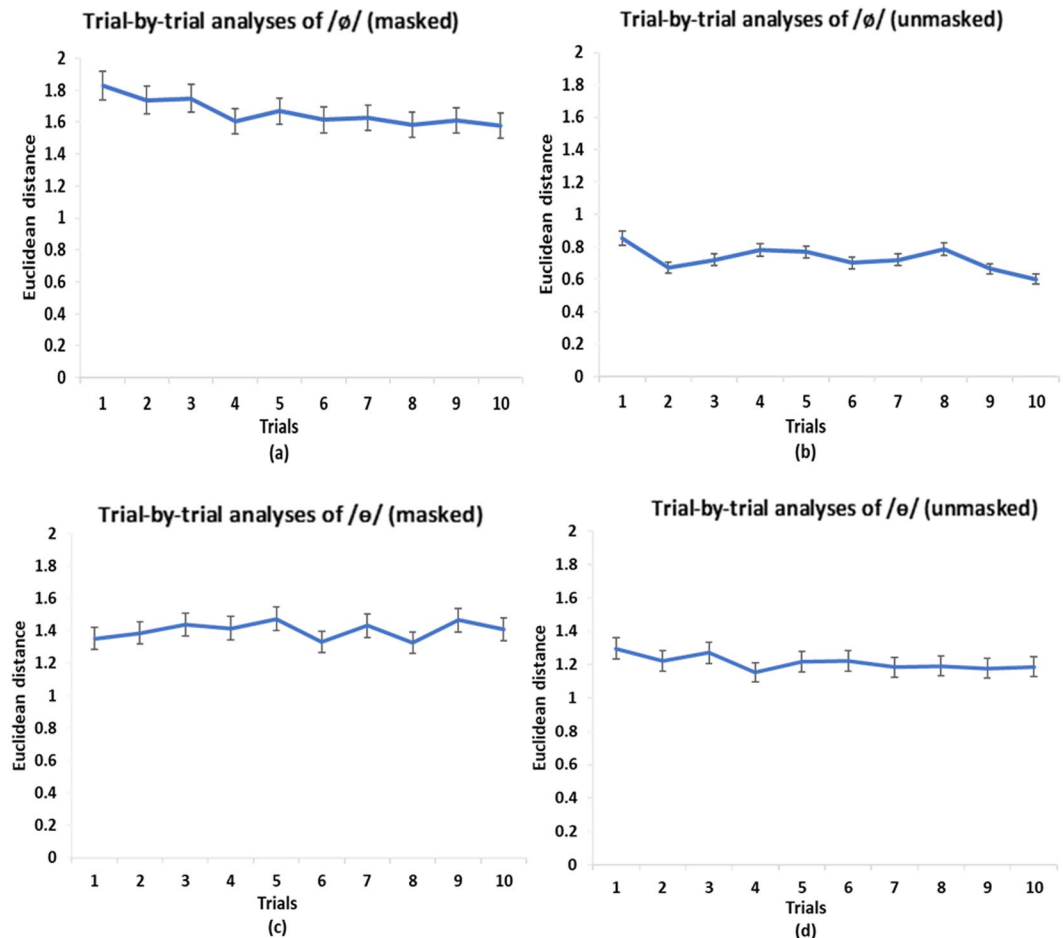 Trial-by-trial analyses of /ø/ (masked)
Euclidean distance
2
1.8
1.6
1.4
1.2
1
0.8
0.6
0.4
0.2
0
1 2 3 4 5 6 7 8 9 10
Trials
(a)
Trial-by-trial analyses of /ø/ (unmasked)
Euclidean distance
2
1.8
1.6
1.4
1.2
1
0.8
0.6
0.4
0.2
0
1 2 3 4 5 6 7 8 9 10
Trials
(b)
Trial-by-trial analyses of /ɵ/ (masked)
Euclidean distance
2
1.8
1.6
1.4
1.2
1
0.8
0.6
0.4
0.2
0
1 2 3 4 5 6 7 8 9 10
Trials
(c)
Trial-by-trial analyses of /ɵ/ (unmasked)
Euclidean distance
2
1.8
1.6
1.4
1.2
1
0.8
0.6
0.4
0.2
0
1 2 3 4 5 6 7 8 9 10
Trials
(d)